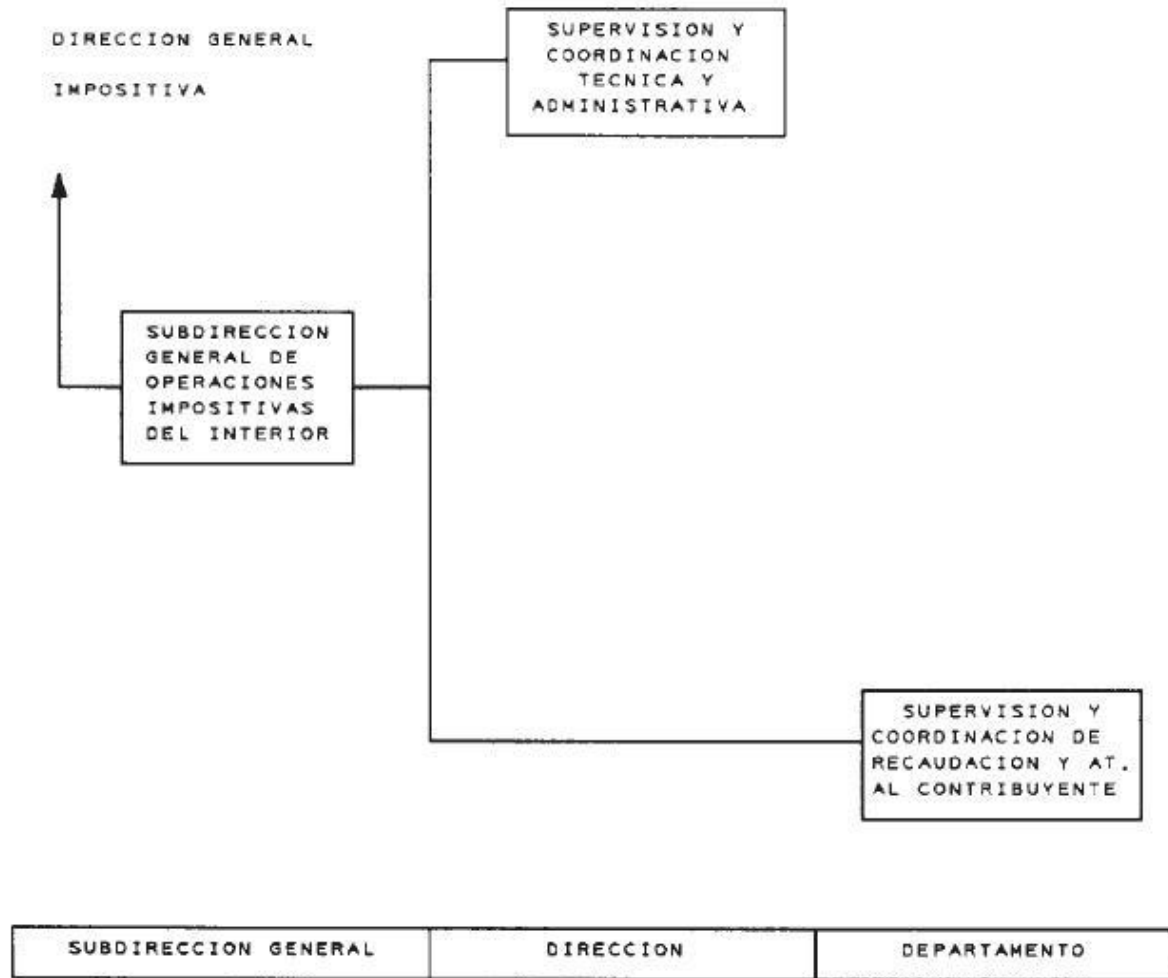 DIRECCION GENERAL
IMPOSITIVA
SUPERVISION Y
COORDINACION
TECNICA Y
ADMINISTRATIVA
SUBDIRECCION
GENERAL DE
OPERACIONES
IMPOSITIVAS
DEL INTERIOR
SUPERVISION Y
COORDINACION DE
RECAUDACION Y AT.
AL CONTRIBUYENTE
SUBDIRECCION GENERAL
DIRECCION
DEPARTAMENTO